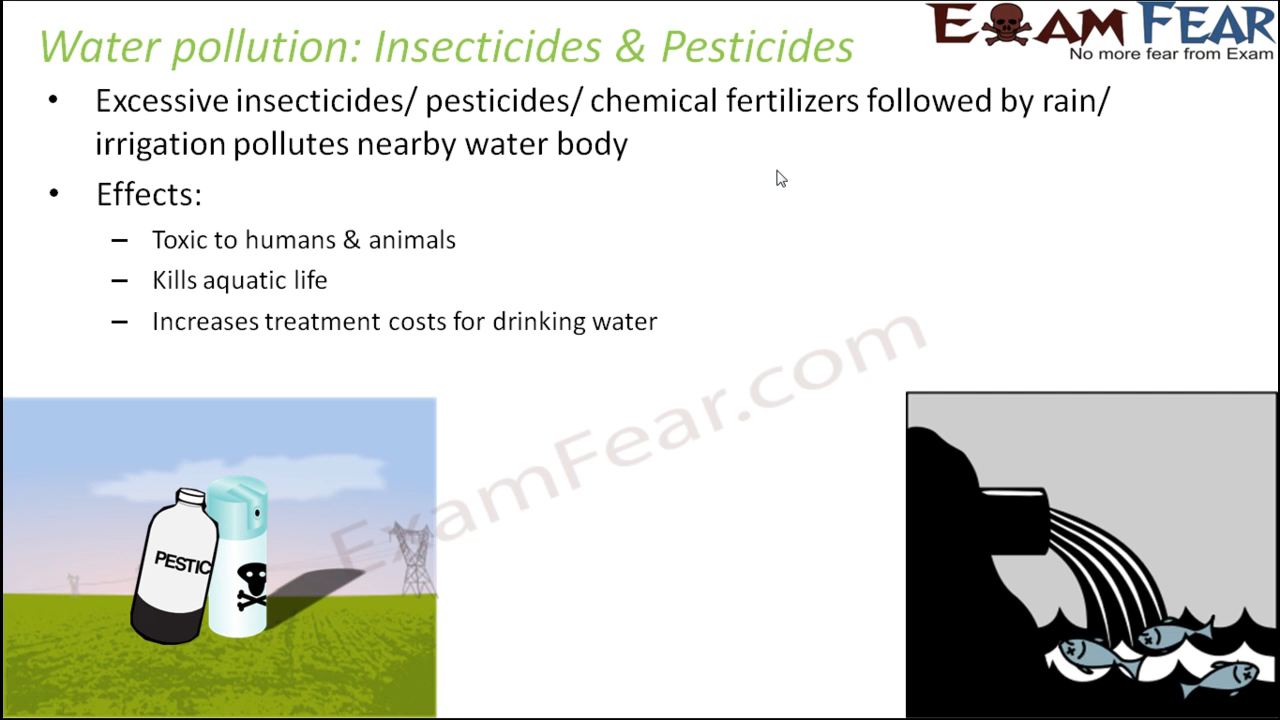 Water pollution: Insecticides & Pesticides
EXAM FEAR
No more fear from Exam
• Excessive insecticides/ pesticides/ chemical fertilizers followed by rain/
irrigation pollutes nearby water body
• Effects:
– Toxic to humans & animals
– Kills aquatic life
– Increases treatment costs for drinking water
ExamFear.com
PESTIC